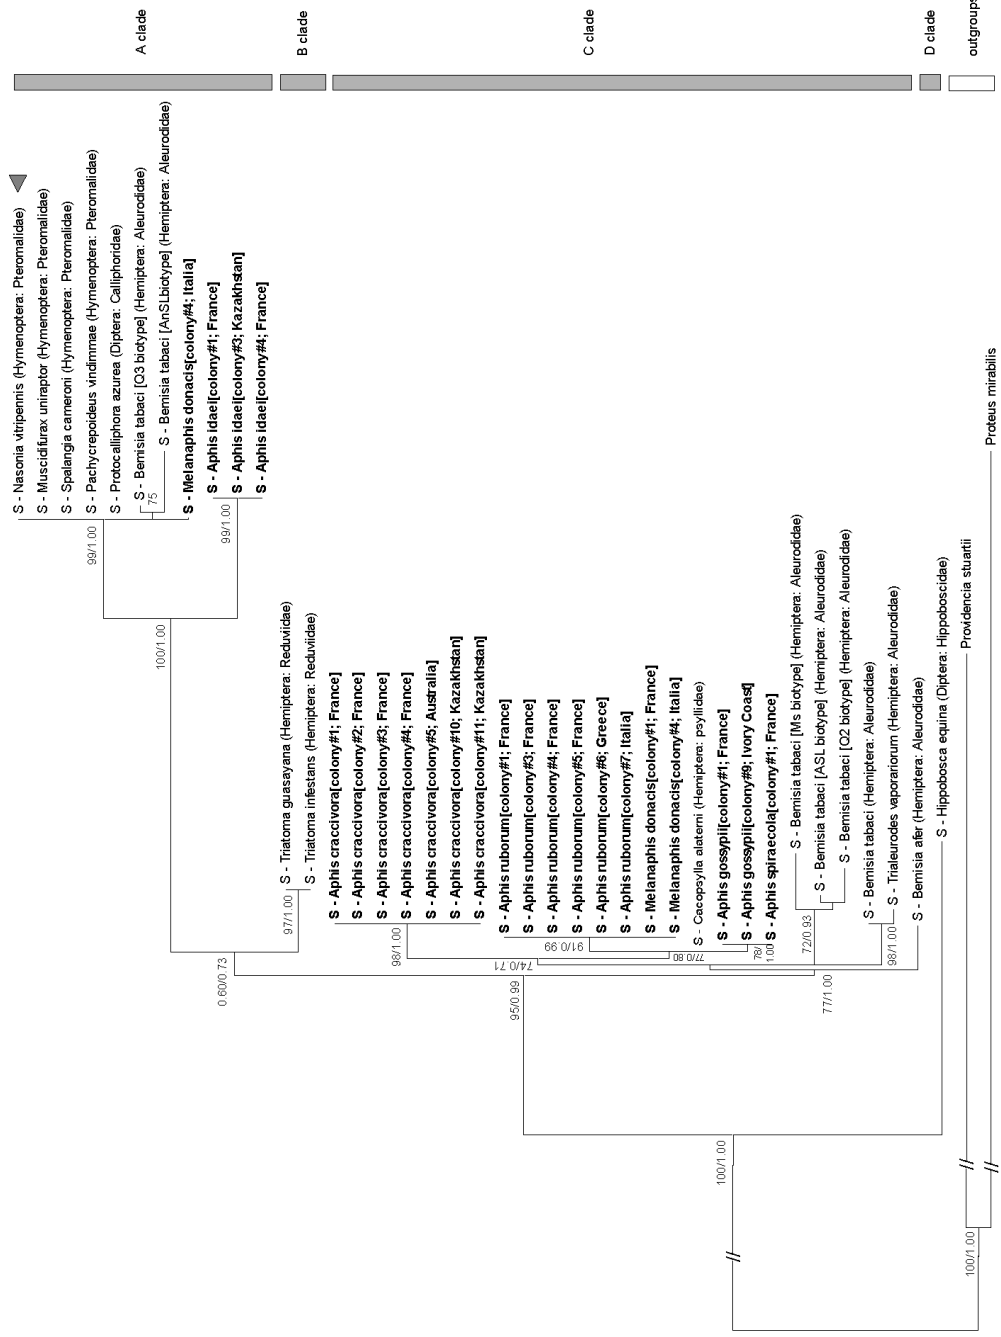 A clade
B clade
C clade
D clade
outgroups
S - Nasonia vitripennis (Hymenoptera: Pteromalidae)
S - Muscidifurax uniraptor (Hymenoptera: Pteromalidae)
S - Spalangia cameroni (Hymenoptera: Pteromalidae)
S - Pachycrepoideus vindimmae (Hymenoptera: Pteromalidae)
S - Protocalliphora azurea (Diptera: Calliphoridae)
S - Bemisia tabaci [Q3 biotype] (Hemiptera: Aleurodidae)
S - Bemisia tabaci [AnSLbiotype] (Hemiptera: Aleurodidae)
S - Melanaphis donacis[colony#4; Italia]
S - Aphis idaei[colony#1; France]
S - Aphis idaei[colony#3; Kazakhstan]
S - Aphis idaei[colony#4; France]
S - Triatoma guasayana (Hemiptera: Reduviidae)
S - Triatoma infestans (Hemiptera: Reduviidae)
S - Aphis craccivora[colony#1; France]
S - Aphis craccivora[colony#2; France]
S - Aphis craccivora[colony#3; France]
S - Aphis craccivora[colony#4; France]
S - Aphis craccivora[colony#5; Australia]
S - Aphis craccivora[colony#10; Kazakhstan]
S - Aphis craccivora[colony#11; Kazakhstan]
S - Aphis ruborum[colony#1; France]
S - Aphis ruborum[colony#3; France]
S - Aphis ruborum[colony#4; France]
S - Aphis ruborum[colony#5; France]
S - Aphis ruborum[colony#6; Greece]
S - Aphis ruborum[colony#7; Italia]
S - Melanaphis donacis[colony#1; France]
S - Melanaphis donacis[colony#4; Italia]
S - Cacopsylla alaterni (Hemiptera: psyllidae)
S - Aphis gossypii[colony#1; France]
S - Aphis gossypii[colony#9; Ivory Coast]
S - Aphis spiraecola[colony#1; France]
S - Bemisia tabaci [Ms biotype] (Hemiptera: Aleurodidae)
S - Bemisia tabaci [ASL biotype] (Hemiptera: Aleurodidae)
S - Bemisia tabaci [Q2 biotype] (Hemiptera: Aleurodidae)
S - Bemisia tabaci (Hemiptera: Aleurodidae)
S - Trialeurodes vaporariorum (Hemiptera: Aleurodidae)
S - Bemisia afer (Hemiptera: Aleurodidae)
S - Hippobosca equina (Diptera: Hippoboscidae)
Providencia stuartii
Proteus mirabilis
99/1.00
75
99/1.00
100/1.00
97/1.00
0.60/0.73
98/1.00
91/0.99
74/0.71
77/0.80
78/
1.00
72/0.93
98/1.00
77/1.00
95/0.99
100/1.00
100/1.00